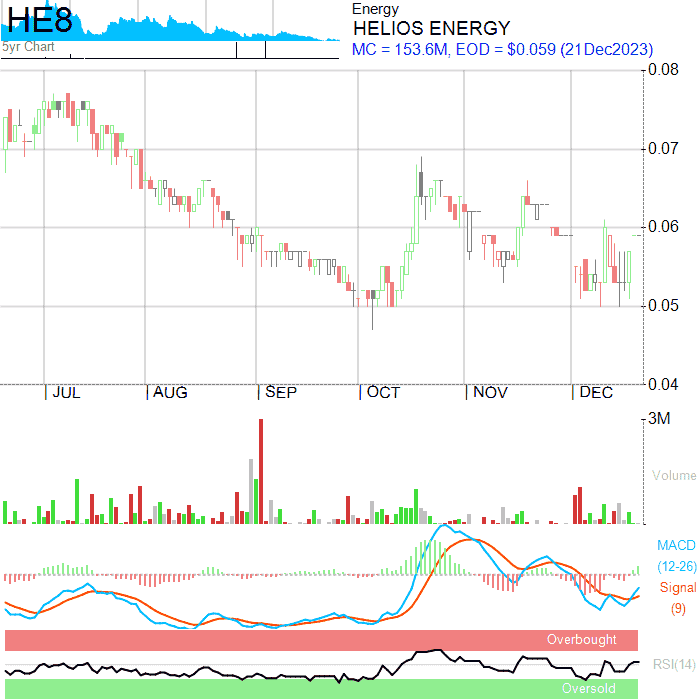 HE8
5yr Chart
Energy
HELIOS ENERGY
MC = 153.6M, EOD = $0.059 (21Dec2023)
0.08
0.07
0.06
0.05
0.04
JUL AUG SEP OCT NOV DEC
3M
Volume
MACD
(12-26)
Signal
(9)
Overbought
RSI(14)
Oversold